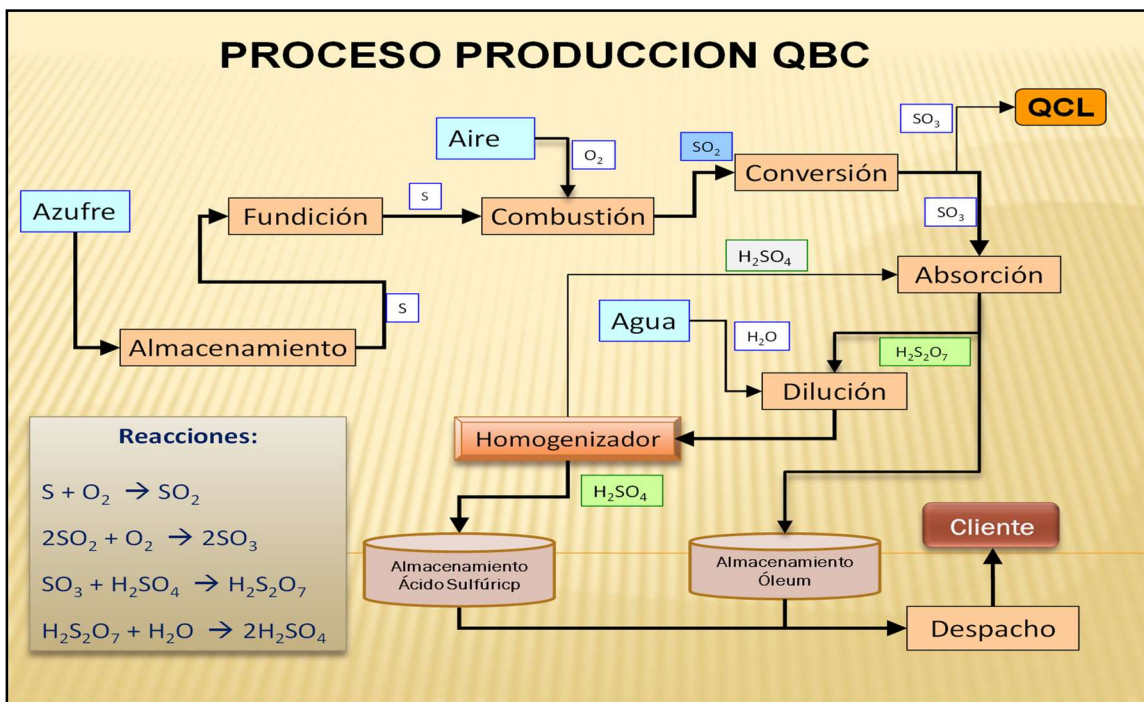 PROCESO PRODUCCION QBC
QCL
SO₃
Aire
O₂
SO₂
Conversión
Azufre
Fundición
S
Combustión
SO₃
H₂SO₄
Absorción
S
Agua
H₂O
H₂S₂O₇
Almacenamiento
Dilución
Homogenizador
H₂SO₄
Reacciones:
S + O₂ → SO₂
2SO₂ + O₂ → 2SO₃
SO₃ + H₂SO₄ → H₂S₂O₇
H₂S₂O₇ + H₂O → 2H₂SO₄
Almacenamiento
Ácido Sulfúricp
Almacenamiento
Óleum
Cliente
Despacho